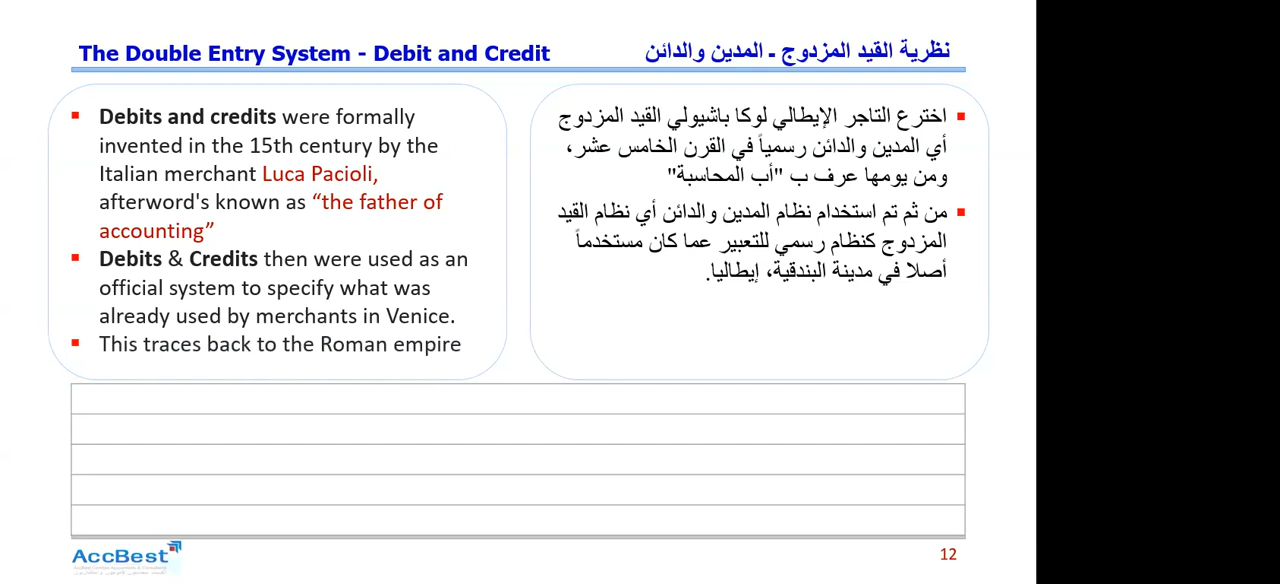 The Double Entry System - Debit and Credit
نظرية القيد المزدوج - المدين والدائن
Debits and credits were formally
invented in the 15th century by the
Italian merchant Luca Pacioli,
afterword's known as “the father of
accounting”
Debits & Credits then were used as an
official system to specify what was
already used by merchants in Venice.
This traces back to the Roman empire
اخترع التاجر الإيطالي لوكا باشيولي القيد المزدوج
أي المدين والدائن رسمياً في القرن الخامس عشر،
ومن يومها عرف ب "أب المحاسبة"
من ثم تم استخدام نظام المدين والدائن أي نظام القيد
المزدوج كنظام رسمي للتعبير عما كان مستخدماً
أصلا في مدينة البندقية، إيطاليا.
AccBest
12